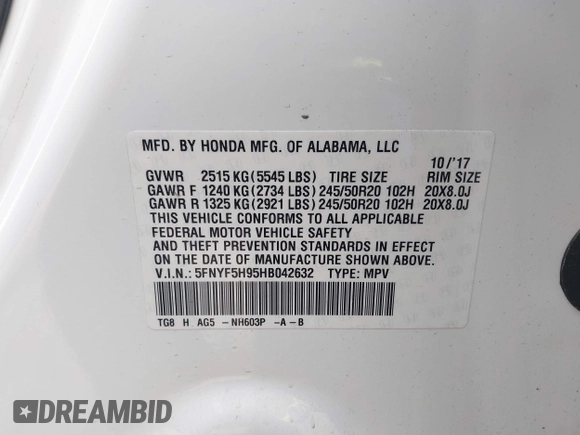 MFD. BY HONDA MFG. OF ALABAMA, LLC
10/'17
GVWR 2515 KG(5545 LBS) TIRE SIZE RIM SIZE
GAWR F 1240 KG(2734 LBS)245/50R20 102H 20X8.0J
GAWR R 1325 KG(2921 LBS)245/50R20 102H 20X8.0J
THIS VEHICLE CONFORMS TO ALL APPLICABLE
FEDERAL MOTOR VEHICLE SAFETY
AND THEFT PREVENTION STANDARDS IN EFFECT
ON THE DATE OF MANUFACTURE SHOWN ABOVE.
V.I.N.: 5FNYF5H95HB042632 TYPE: MPV
TG8 H AG5 -NH603P -A-B
DREAMBID